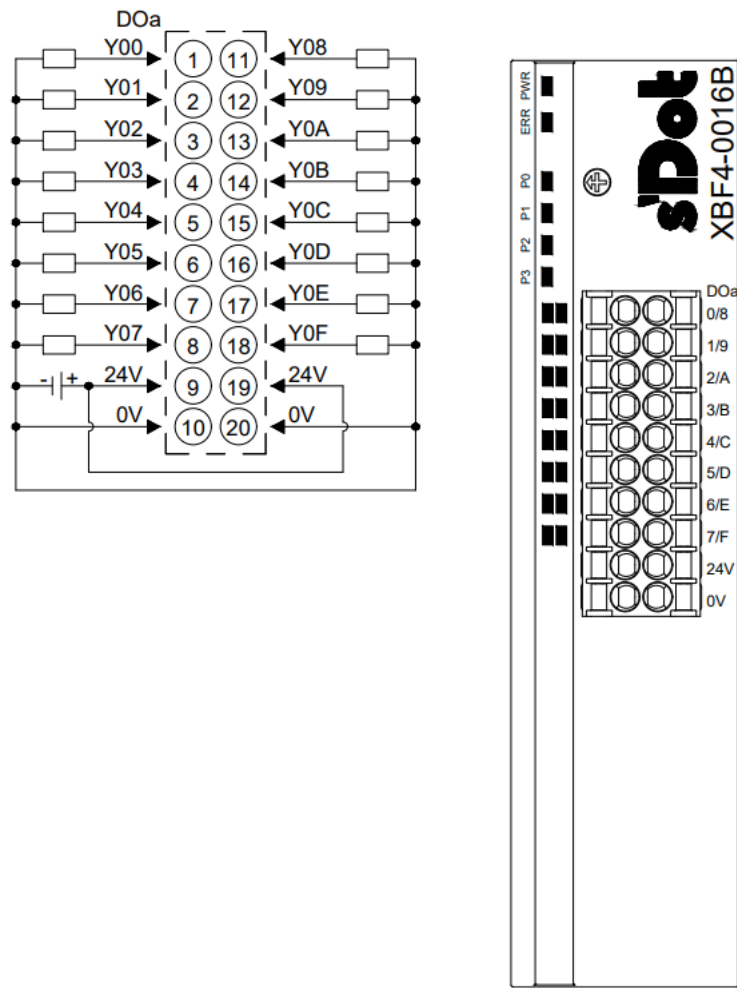 DOa
Y00 1 11 Y08
Y01 2 12 Y09
Y02 3 13 Y0A
Y03 4 14 Y0B
Y04 5 15 Y0C
Y05 6 16 Y0D
Y06 7 17 Y0E
Y07 8 18 Y0F
- + 24V 9 19 24V
0V 10 20 0V
PWR
ERR
P0
P1
P2
P3
s'Dot
XBF4-0016B
DOa
0/8
1/9
2/A
3/B
4/C
5/D
6/E
7/F
24V
0V